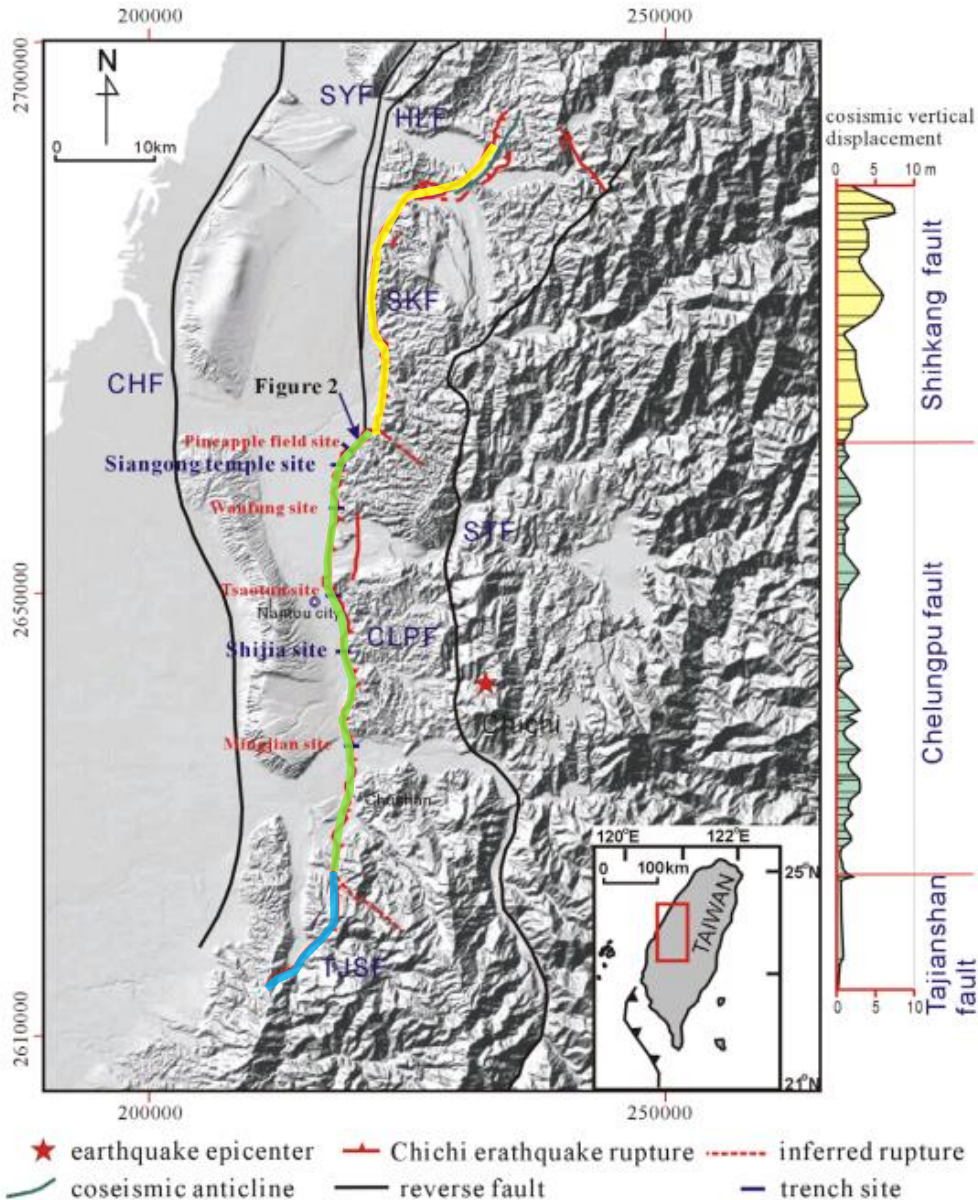 200000
250000
2700000
N
0
10km
SYF
HLF
cosismic vertical
displacement
0
5
10 m
Shihkang fault
SKF
CHF
Figure 2
Pineapple field site
Siangong temple site
Wanfung site
STF
2650000
Tsaotun site
Nantou city
CLPF
Shijia site
Chelungpu fault
Chichi
Mingjian site
Chushan
120°E
122°E
0
100km
25°N
TAIWAN
TJSF
Tajianshan
fault
0
5
10
2610000
21°N
200000
250000
earthquake epicenter
Chichi erathquake rupture
inferred rupture
coseismic anticline
reverse fault
trench site